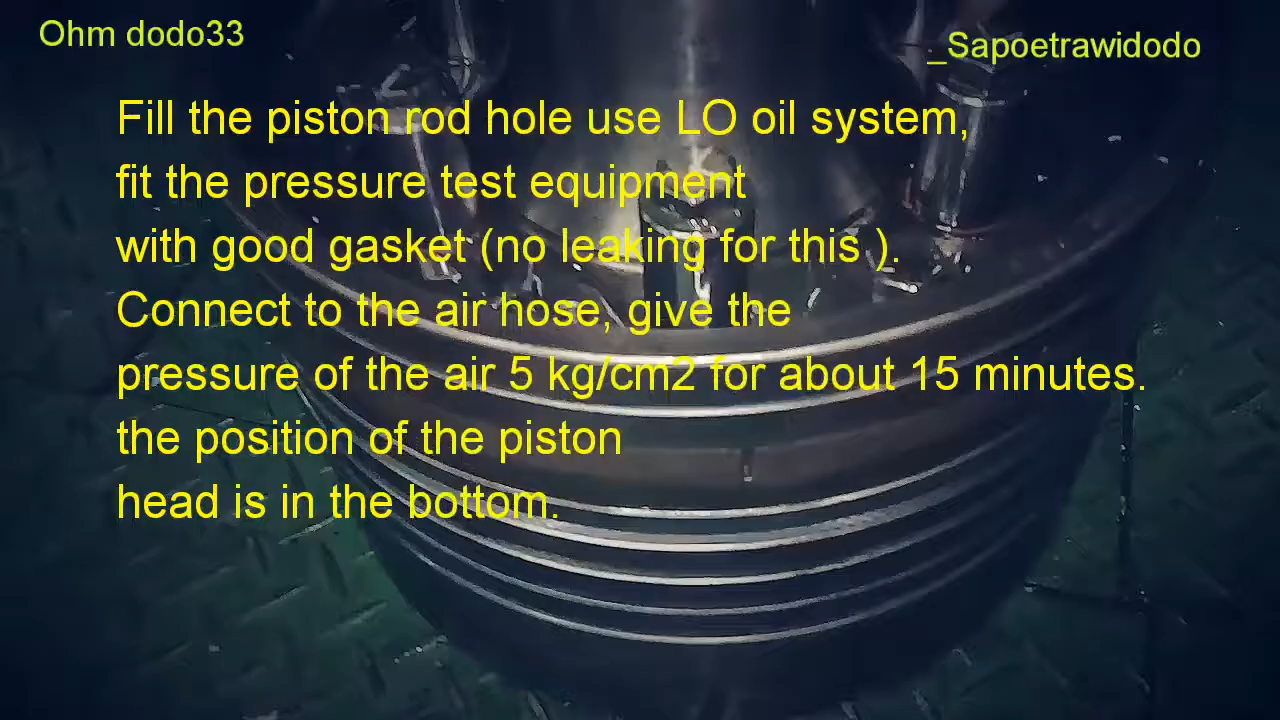 Ohm dodo33
_Sapoetrawidodo
Fill the piston rod hole use LO oil system,
fit the pressure test equipment
with good gasket (no leaking for this ).
Connect to the air hose, give the
pressure of the air 5 kg/cm2 for about 15 minutes.
the position of the piston
head is in the bottom.